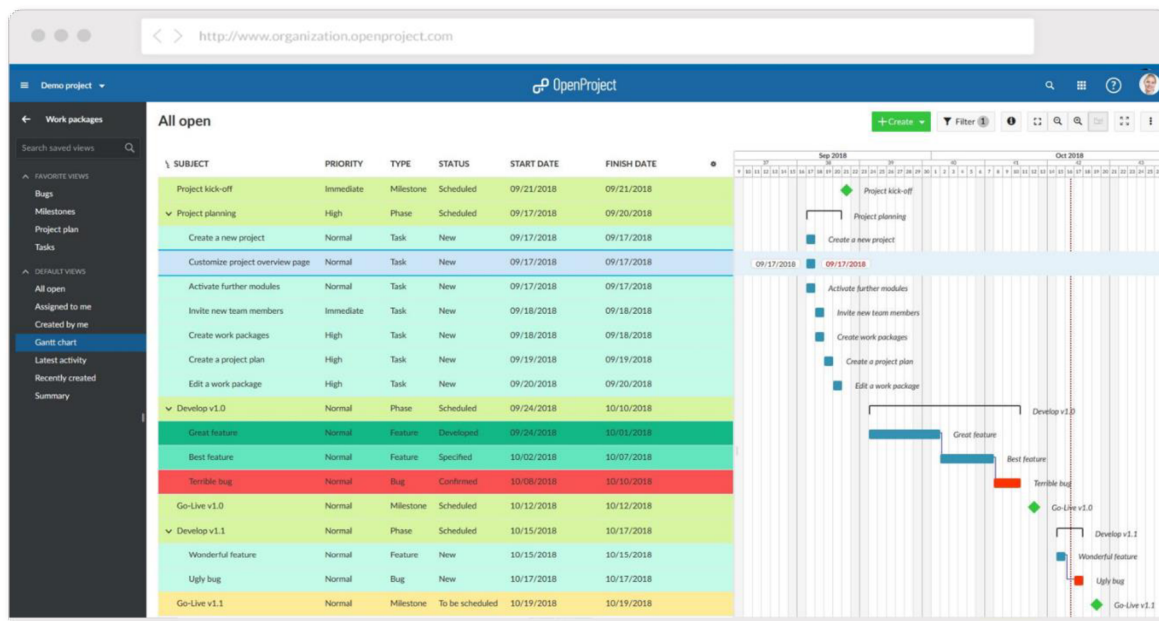 http://www.organization.openproject.com
Demo project
OpenProject
Work packages
Search saved views
FAVORITE VIEWS
Bugs
Milestones
Project plan
Tasks
DEFAULT VIEWS
All open
Assigned to me
Created by me
Gantt chart
Latest activity
Recently created
Summary
All open
+Create
Filter 1
SUBJECT PRIORITY TYPE STATUS START DATE FINISH DATE
Project kick-off Immediate Milestone Scheduled 09/21/2018 09/21/2018
Project planning High Phase Scheduled 09/17/2018 09/20/2018
Create a new project Normal Task New 09/17/2018 09/17/2018
Customize project overview page Normal Task New 09/17/2018 09/17/2018
Activate further modules Normal Task New 09/17/2018 09/17/2018
Invite new team members Immediate Task New 09/18/2018 09/18/2018
Create work packages High Task New 09/18/2018 09/18/2018
Create a project plan High Task New 09/19/2018 09/19/2018
Edit a work package High Task New 09/20/2018 09/20/2018
Develop v1.0 Normal Phase Scheduled 09/24/2018 10/10/2018
Great feature Normal Feature Developed 09/24/2018 10/01/2018
Best feature Normal Feature Specified 10/02/2018 10/07/2018
Terrible bug Normal Bug Confirmed 10/08/2018 10/10/2018
Go-Live v1.0 Normal Milestone Scheduled 10/12/2018 10/12/2018
Develop v1.1 Normal Phase Scheduled 10/15/2018 10/17/2018
Wonderful feature Normal Feature New 10/15/2018 10/15/2018
Ugly bug Normal Bug New 10/17/2018 10/17/2018
Go-Live v1.1 Normal Milestone To be scheduled 10/19/2018 10/19/2018
Sep 2018 Oct 2018
37 38 39 40 41 42 43
Project kick-off
Project planning
Create a new project
09/17/2018 09/17/2018
Activate further modules
Invite new team members
Create work packages
Create a project plan
Edit a work package
Develop v1.0
Great feature
Best feature
Terrible bug
Go-Live v1.0
Develop v1.1
Wonderful feature
Ugly bug
Go-Live v1.1